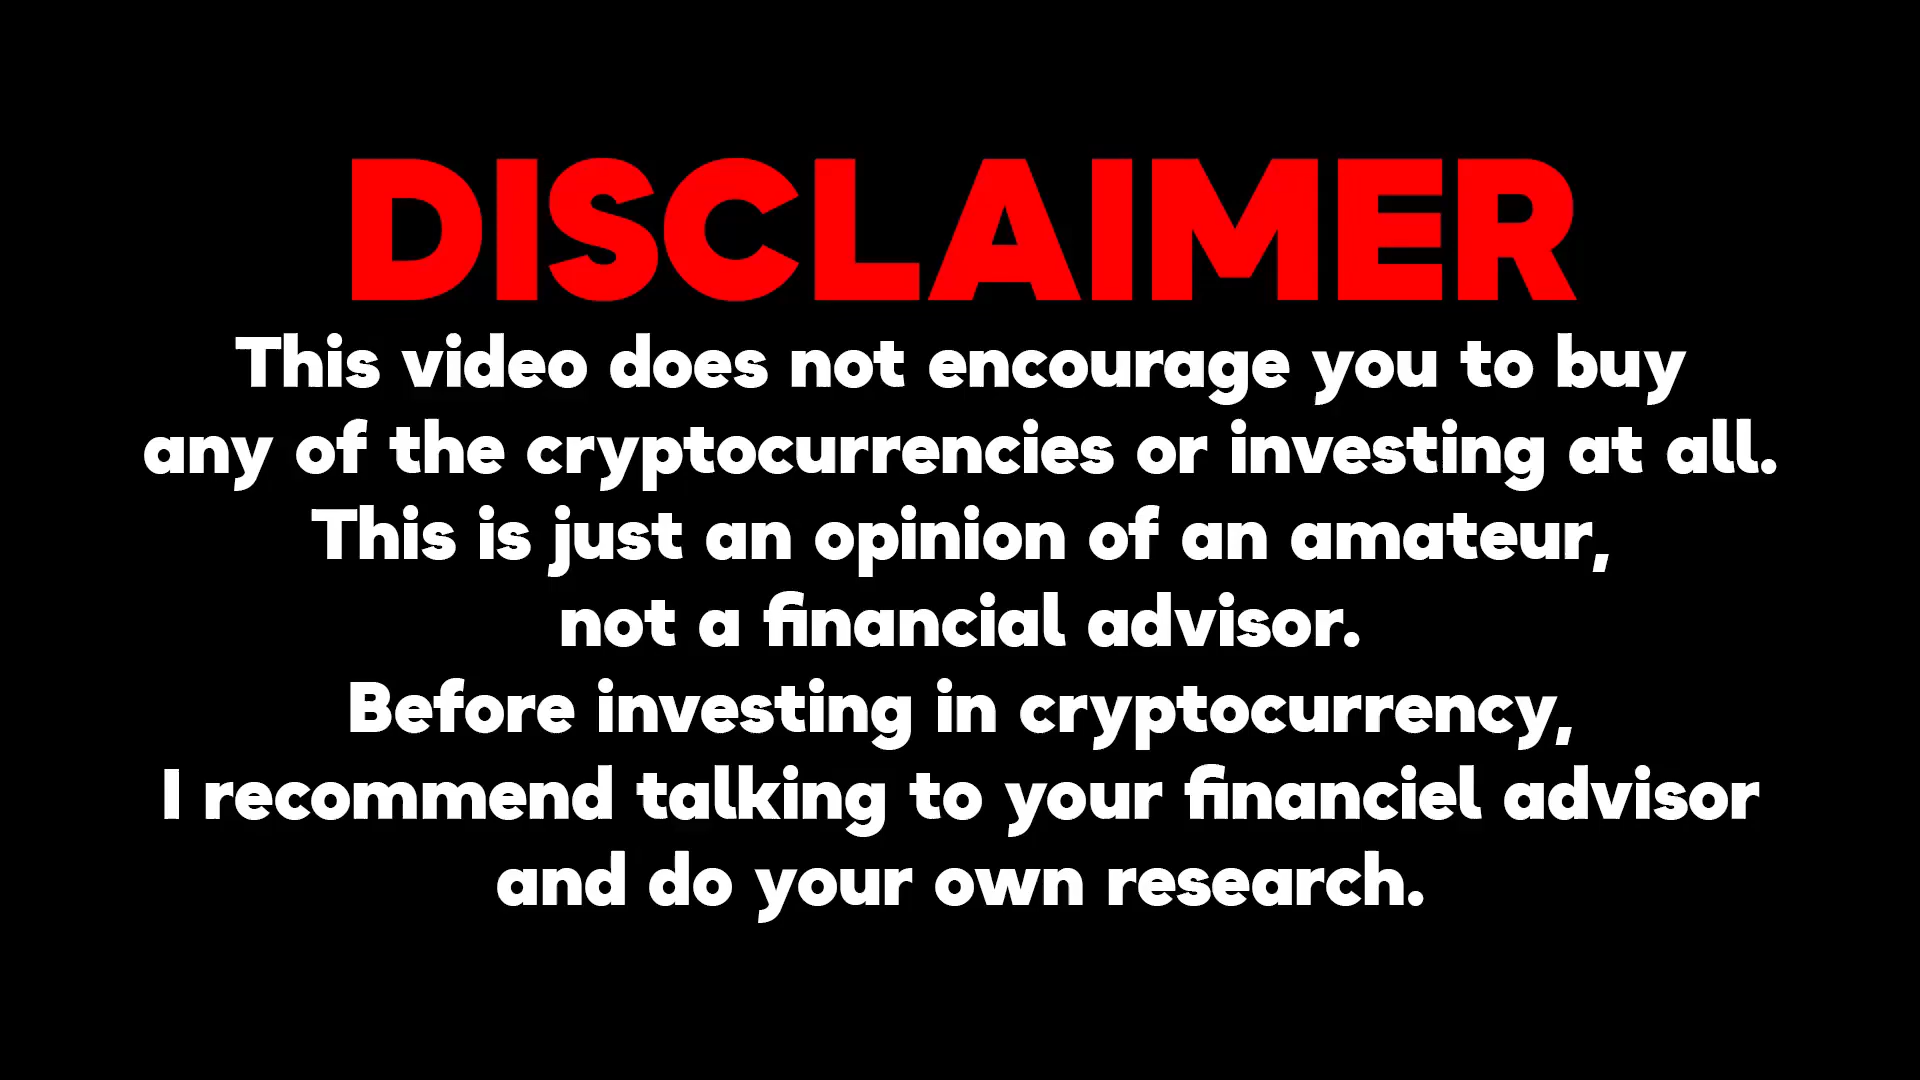 DISCLAIMER
This video does not encourage you to buy
any of the cryptocurrencies or investing at all.
This is just an opinion of an amateur,
not a financial advisor.
Before investing in cryptocurrency,
I recommend talking to your financiel advisor
and do your own research.